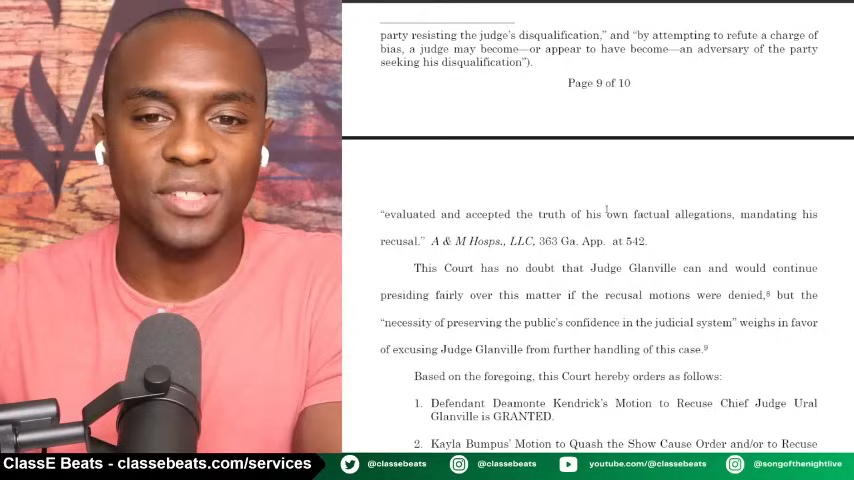 party resisting the judge's disqualification," and "by attempting to refute a charge of
bias, a judge may become—or appear to have become—an adversary of the party
seeking his disqualification").
Page 9 of 10
"evaluated and accepted the truth of his own factual allegations, mandating his
recusal." A & M Hosps., LLC, 363 Ga. App. at 542.
This Court has no doubt that Judge Glanville can and would continue
presiding fairly over this matter if the recusal motions were denied,8 but the
"necessity of preserving the public's confidence in the judicial system" weighs in favor
of excusing Judge Glanville from further handling of this case.9
Based on the foregoing, this Court hereby orders as follows:
1. Defendant Deamonte Kendrick's Motion to Recuse Chief Judge Ural
Glanville is GRANTED.
2. Kayla Bumpus' Motion to Quash the Show Cause Order and/or to Recuse
ClassE Beats - classebeats.com/services
@classebeats
@classebeats
youtube.com/@classebeats
@songofthenightlive